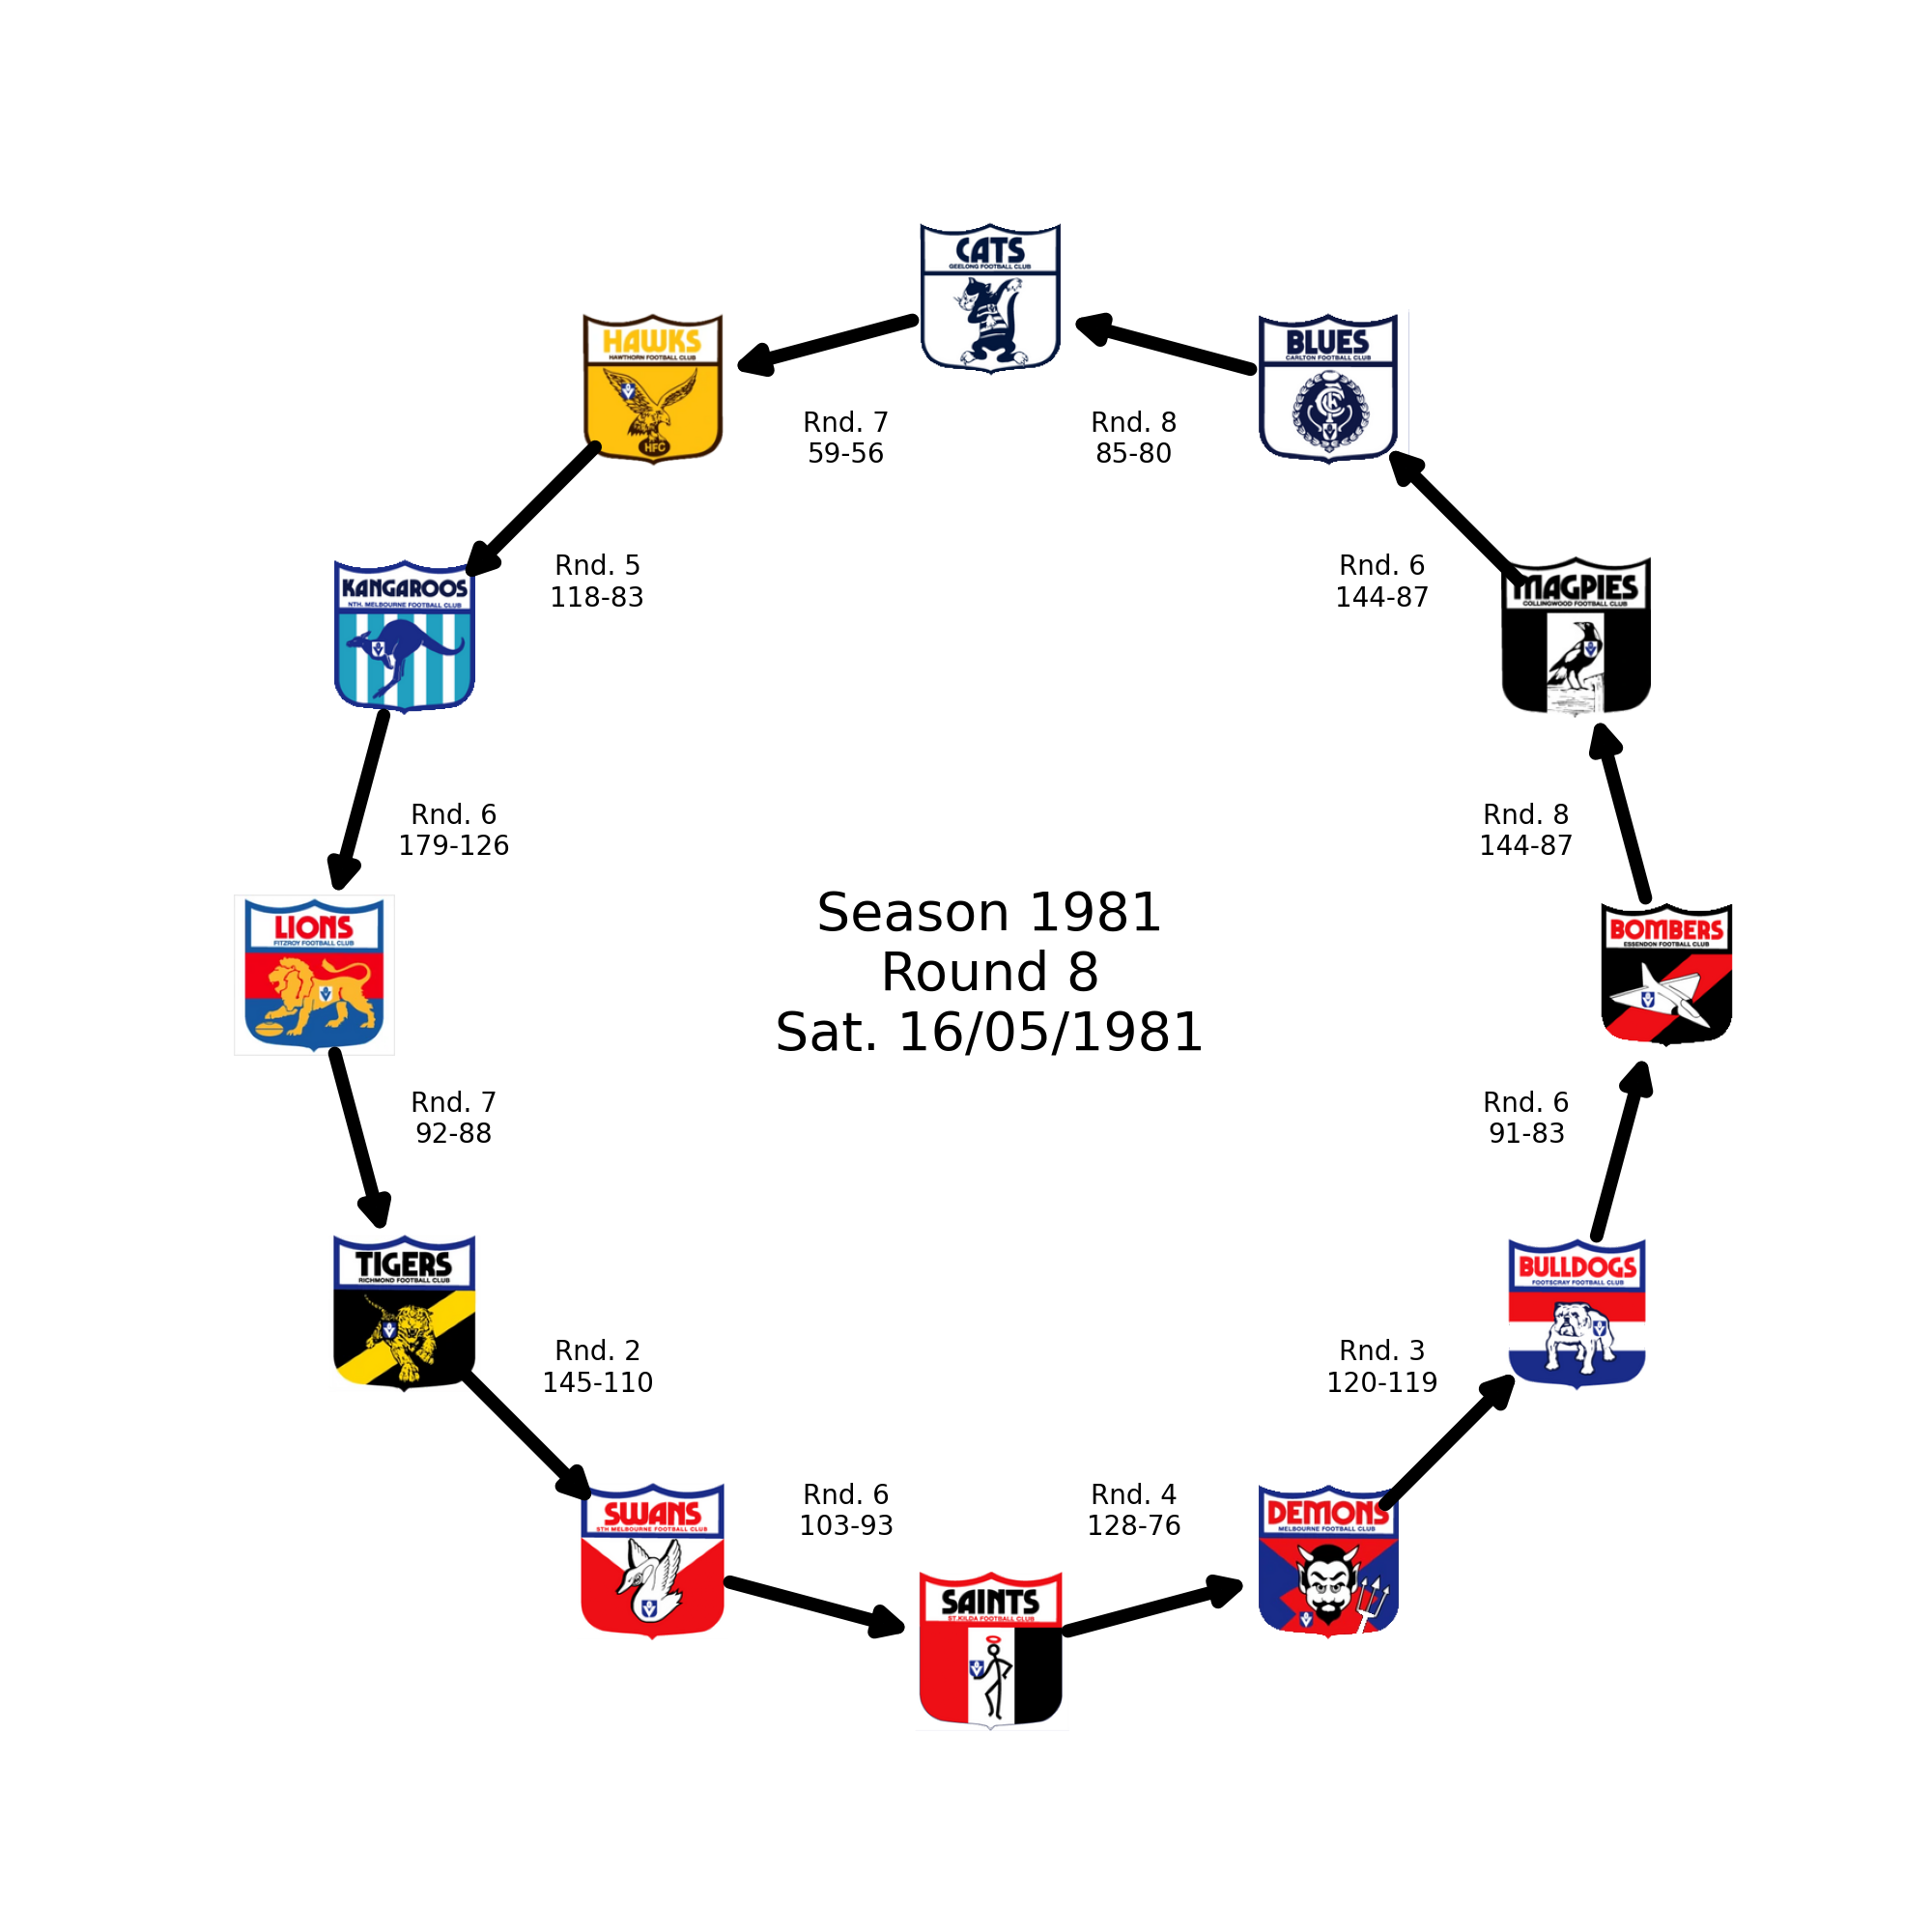 CATS
GEELONG FOOTBALL CLUB
HAWKS
HAWTHORN FOOTBALL CLUB
HFC
BLUES
CARLTON FOOTBALL CLUB
CFC
Rnd. 7
59-56
Rnd. 8
85-80
KANGAROOS
NTH. MELBOURNE FOOTBALL CLUB
Rnd. 5
118-83
Rnd. 6
144-87
MAGPIES
COLLINGWOOD FOOTBALL CLUB
Rnd. 6
179-126
Rnd. 8
144-87
LIONS
FITZROY FOOTBALL CLUB
Season 1981
Round 8
Sat. 16/05/1981
BOMBERS
ESSENDON FOOTBALL CLUB
Rnd. 7
92-88
Rnd. 6
91-83
TIGERS
RICHMOND FOOTBALL CLUB
BULLDOGS
FOOTSCRAY FOOTBALL CLUB
Rnd. 2
145-110
Rnd. 3
120-119
SWANS
STH MELBOURNE FOOTBALL CLUB
Rnd. 6
103-93
Rnd. 4
128-76
DEMONS
MELBOURNE FOOTBALL CLUB
SAINTS
ST.KILDA FOOTBALL CLUB